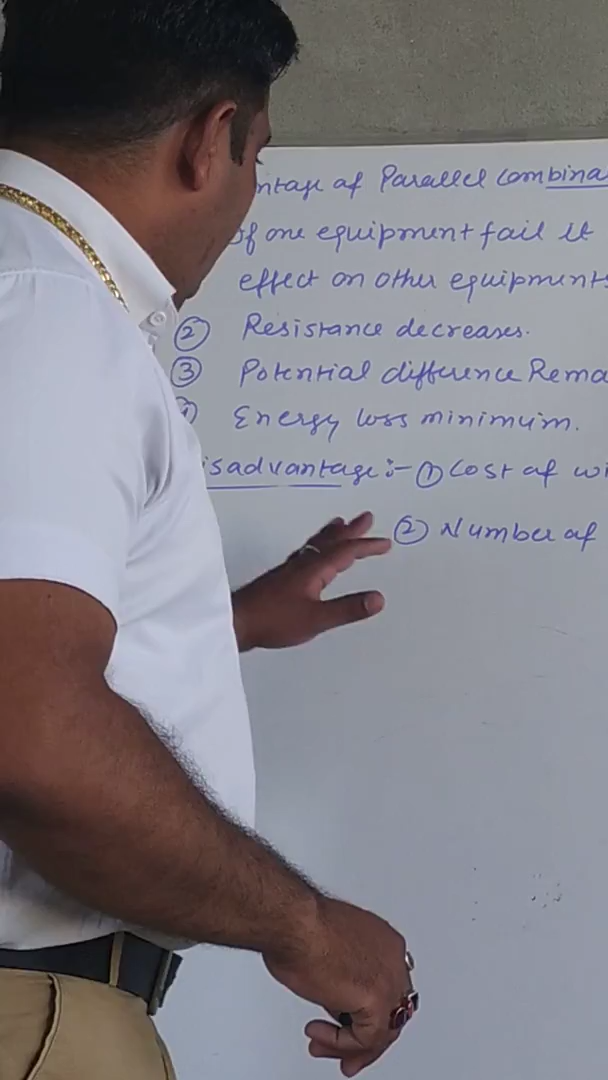 ntage of Parallel Combina
If one equipment fail it
effect on other equipments
② Resistance decreases.
③ Potential difference Rema
Energy loss minimum.
isadvantage :- ① Cost of wi
② Number of